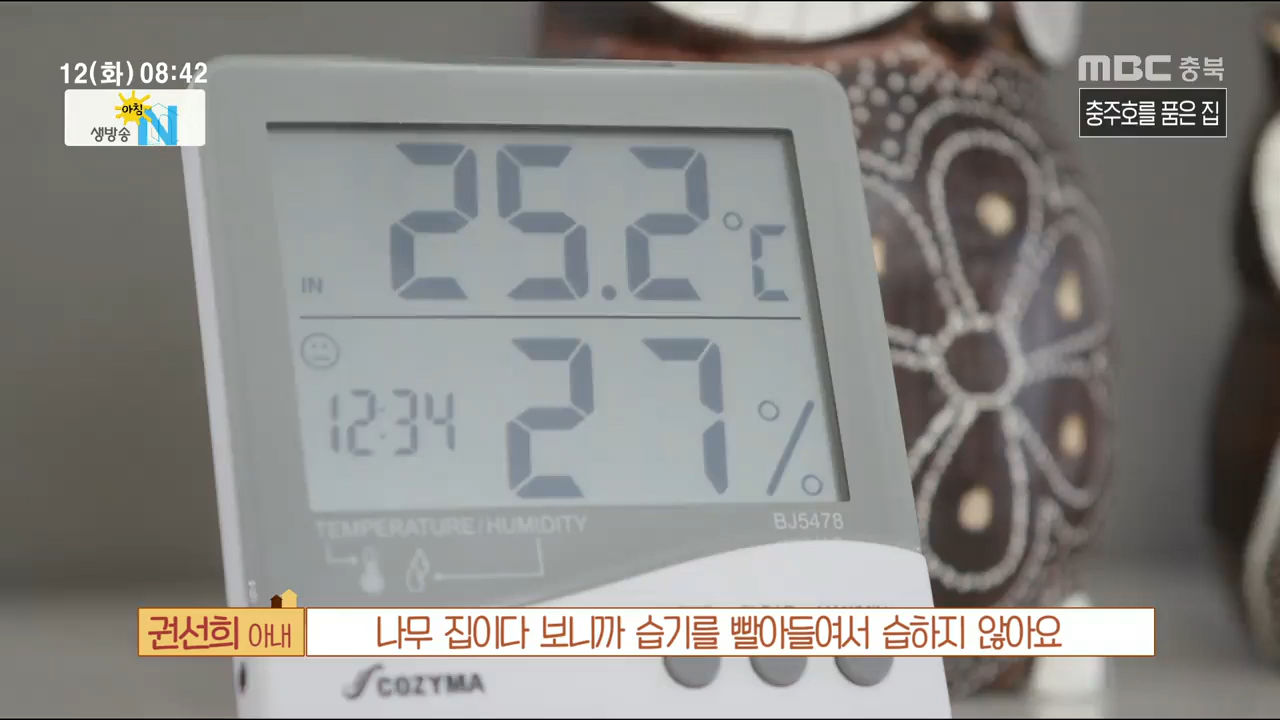 12(화) 08:42
아침
생방송 N
MBC 충북
충주호를 품은 집
25.2°C
IN
12:34
27%
TEMPERATURE/HUMIDITY
BJ5478
권선희 아내
나무 집이다 보니까 습기를 빨아들여서 습하지 않아요
COZYMA